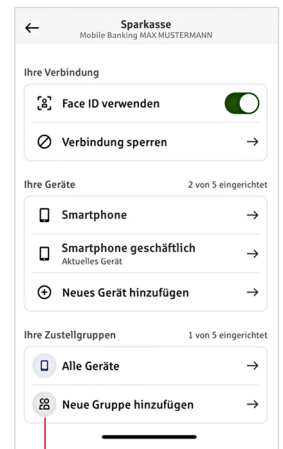 Sparkasse
Mobile Banking MAX MUSTERMANN
Ihre Verbindung
Face ID verwenden
Verbindung sperren
Ihre Geräte 2 von 5 eingerichtet
Smartphone
Smartphone geschäftlich
Aktuelles Gerät
Neues Gerät hinzufügen
Ihre Zustellgruppen 1 von 5 eingerichtet
Alle Geräte
Neue Gruppe hinzufügen